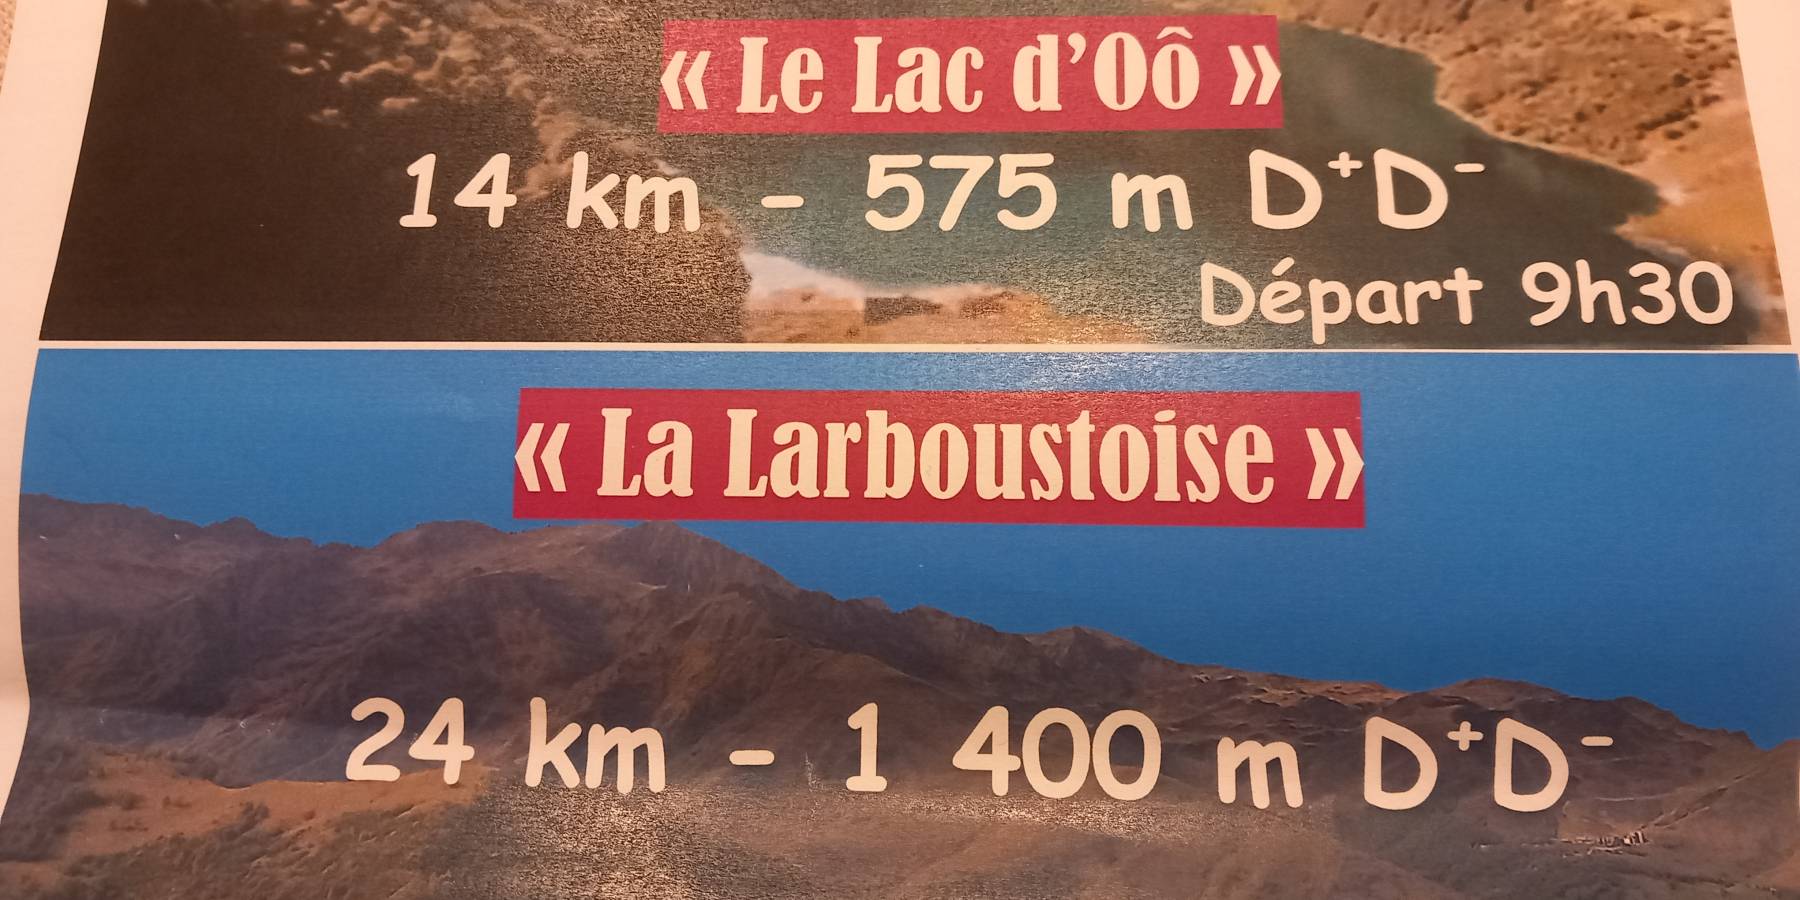 « Le Lac d’Oô »
14 km - 575 m D⁺D⁻
Départ 9h30
« La Larboustoise »
24 km - 1 400 m D⁺D⁻